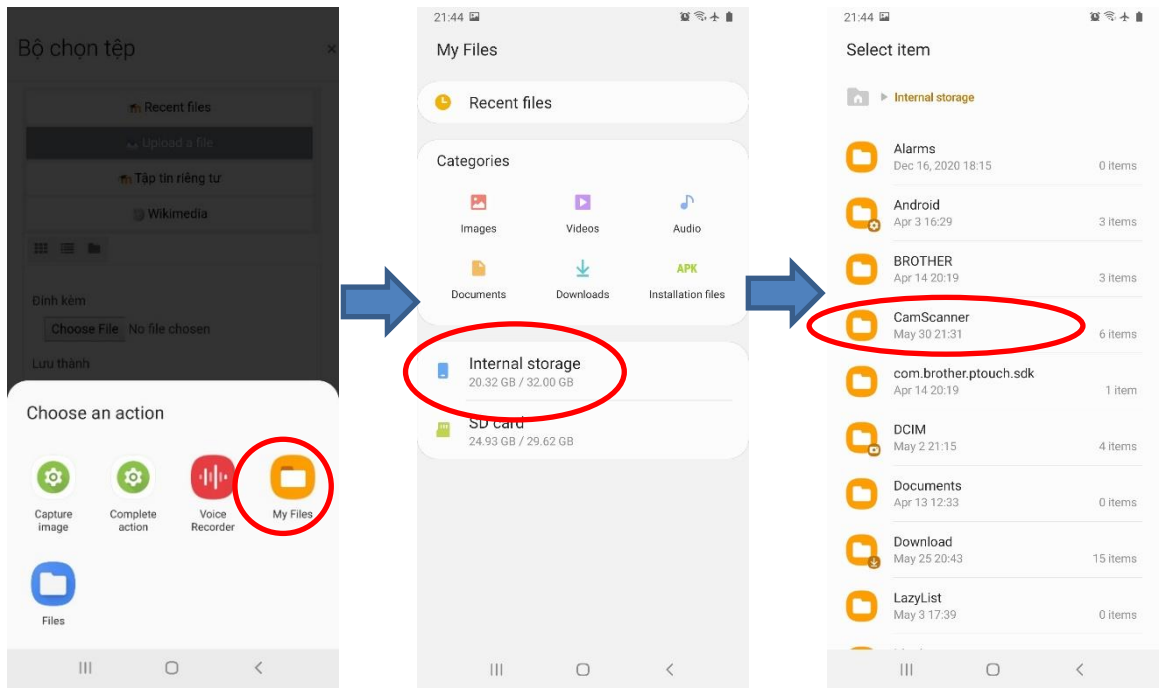 Bộ chọn tệp
×
Recent files
Upload a file
Tập tin riêng tư
Wikimedia
Đính kèm
Choose File No file chosen
Lưu thành
Choose an action
Capture image
Complete action
Voice Recorder
My Files
Files
21:44
My Files
Recent files
Categories
Images Videos Audio
APK
Documents Downloads Installation files
Internal storage
20.32 GB / 32.00 GB
SD card
24.93 GB / 29.62 GB
21:44
Select item
Internal storage
Alarms
Dec 16, 2020 18:15 0 items
Android
Apr 3 16:29 3 items
BROTHER
Apr 14 20:19 3 items
CamScanner
May 30 21:31 6 items
com.brother.ptouch.sdk
Apr 14 20:19 1 item
DCIM
May 2 21:15 4 items
Documents
Apr 13 12:33 0 items
Download
May 25 20:43 15 items
LazyList
May 3 17:39 0 items